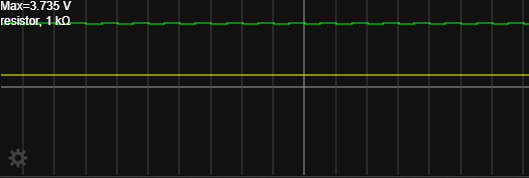 Max=3.735 V
resistor, 1 kΩ